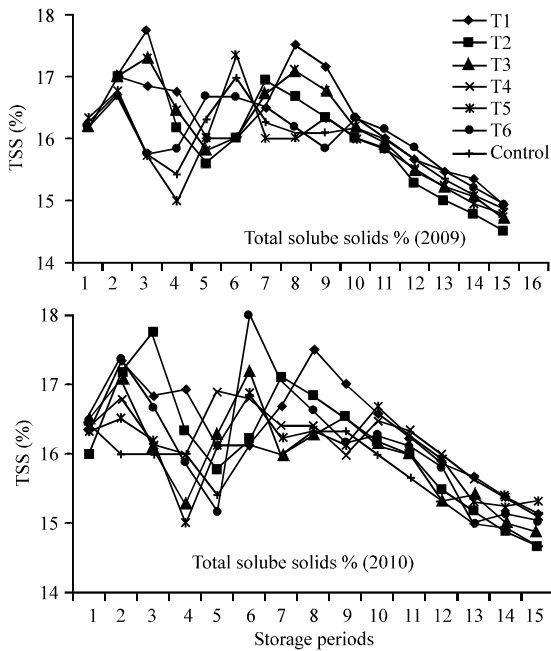 18
17
16
15
14
TSS (%)
T1
T2
T3
T4
T5
T6
Control
Total solube solids % (2009)
1 2 3 4 5 6 7 8 9 10 11 12 13 14 15 16
18
17
16
15
14
TSS (%)
Total solube solids % (2010)
1 2 3 4 5 6 7 8 9 10 11 12 13 14 15
Storage periods